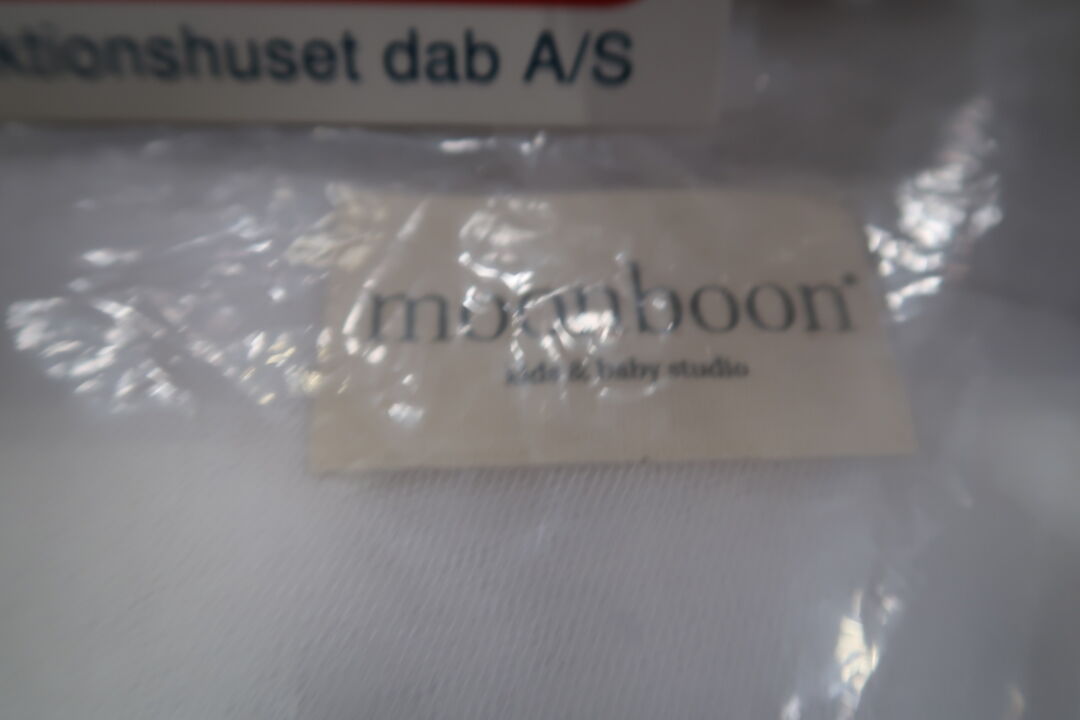 ktionshuset dab A/S
moonboon
kids & baby studio